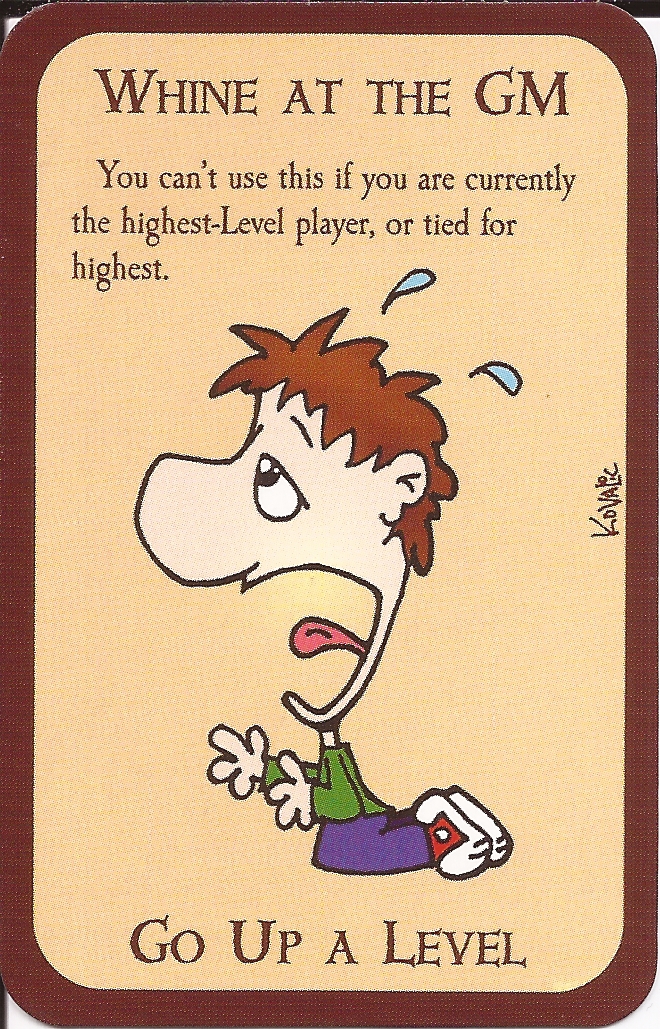 WHINE AT THE GM
You can't use this if you are currently
the highest-Level player, or tied for
highest.
KOVALIC
GO UP A LEVEL